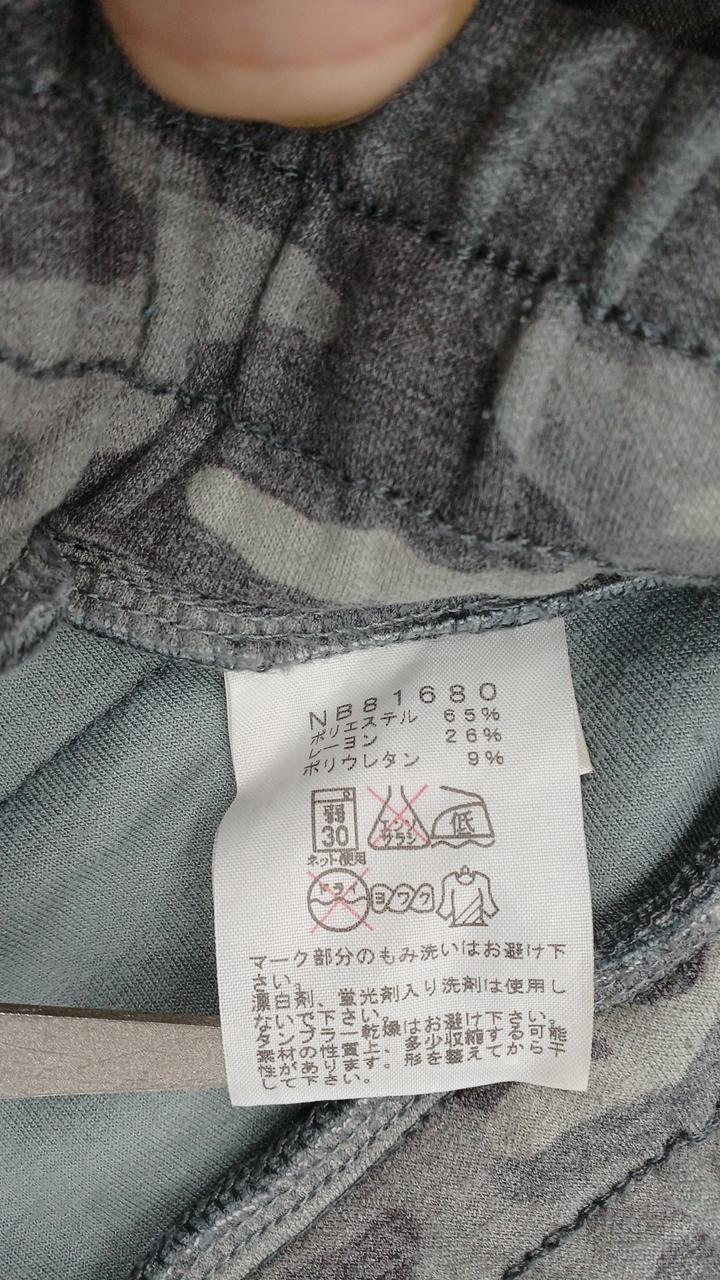 NB81680
ポリエステル 65%
レーヨン 26%
ポリウレタン 9%
弱 30 エンソ サラシ 低
ネット使用
ドライ ヨワク
マーク部分のもみ洗いはお避け下
さい。
漂白剤、蛍光剤入り洗剤は使用し
ないで下さい。
タンブラー乾燥はお避け下さい。
素材の性質上、多少収縮する可能
性があります。形を整えてから干
して下さい。